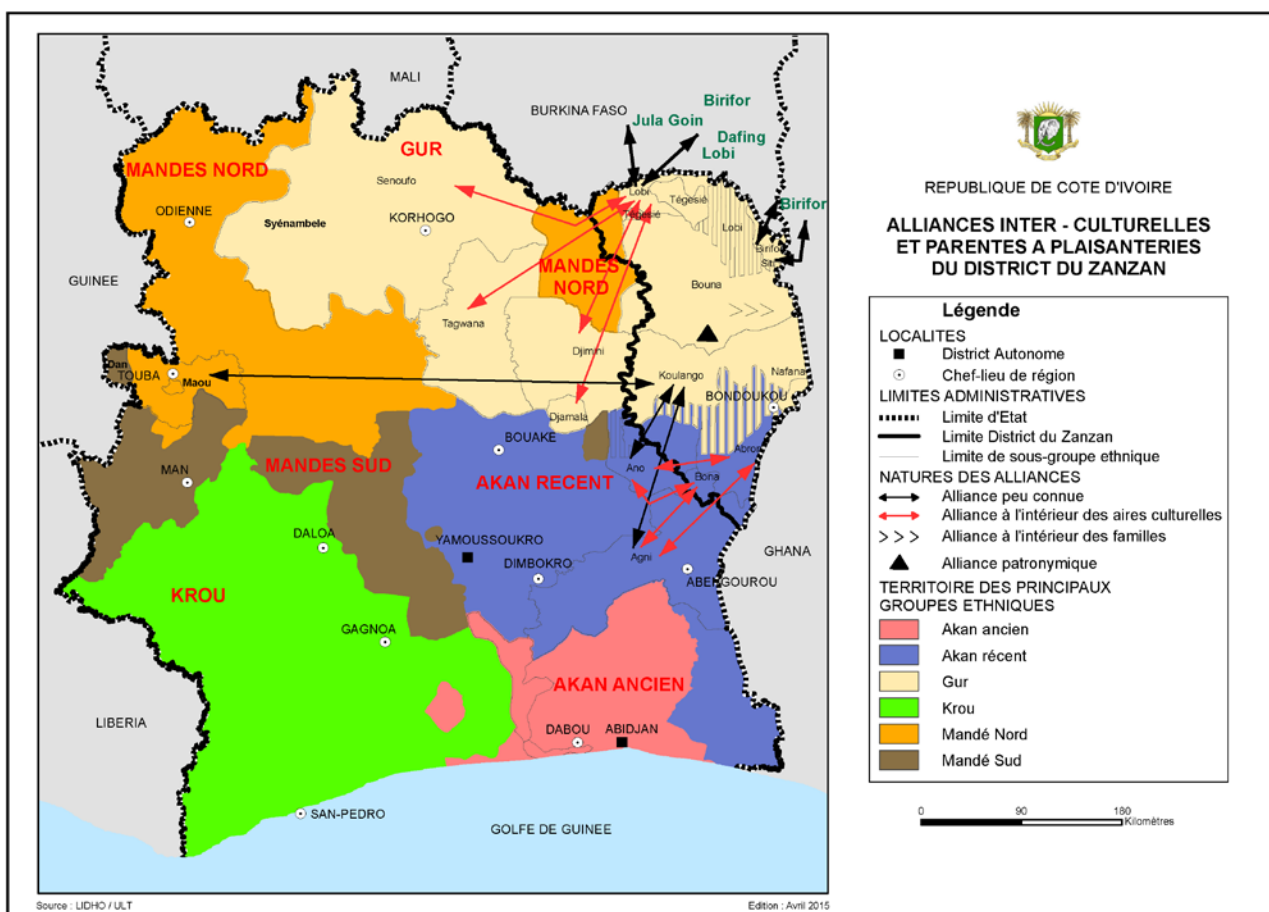 MALI
BURKINA FASO
Birifor
Jula Goin
Dafing
Lobi
MANDES NORD
GUR
Senoufo
Lobi
Tégesié
Tégesié
Birifor
ODIENNE
Syénambele
KORHOGO
Lobi
Birifor
Siti
GUINEE
MANDES
NORD
Bouna
Tagwana
Djimini
Dan
TOUBA
Maou
Koulango
Nafana
BONDOUKOU
Djamala
BOUAKE
Abron
MAN
MANDES SUD
AKAN RECENT
Ano
Bona
DALOA
YAMOUSSOUKRO
Agni
GHANA
DIMBOKRO
ABENGOUROU
KROU
GAGNOA
AKAN ANCIEN
LIBERIA
DABOU
ABIDJAN
SAN-PEDRO
GOLFE DE GUINEE
Source : LIDHO / ULT
Edition : Avril 2015
REPUBLIQUE DE COTE D'IVOIRE
ALLIANCES INTER - CULTURELLES
ET PARENTES A PLAISANTERIES
DU DISTRICT DU ZANZAN
Légende
LOCALITES
District Autonome
Chef-lieu de région
LIMITES ADMINISTRATIVES
Limite d'Etat
Limite District du Zanzan
Limite de sous-groupe ethnique
NATURES DES ALLIANCES
Alliance peu connue
Alliance à l'intérieur des aires culturelles
Alliance à l'intérieur des familles
Alliance patronymique
TERRITOIRE DES PRINCIPAUX
GROUPES ETHNIQUES
Akan ancien
Akan récent
Gur
Krou
Mandé Nord
Mandé Sud
0 90 180
Kilomètres